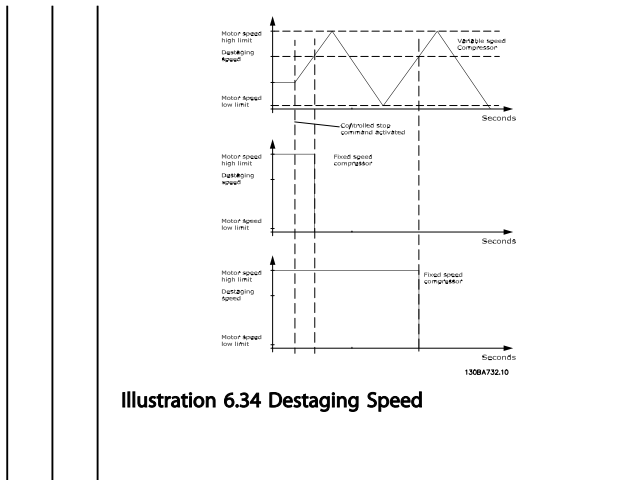 Motor speed
high limit
Destaging
speed
Motor speed
low limit
Variable speed
Compressor
Seconds
Controlled stop
command activated
Motor speed
high limit
Destaging
speed
Motor speed
low limit
Fixed speed
compressor
Seconds
Motor speed
high limit
Destaging
speed
Motor speed
low limit
Fixed speed
compressor
Seconds
130BA732.10
Illustration 6.34 Destaging Speed